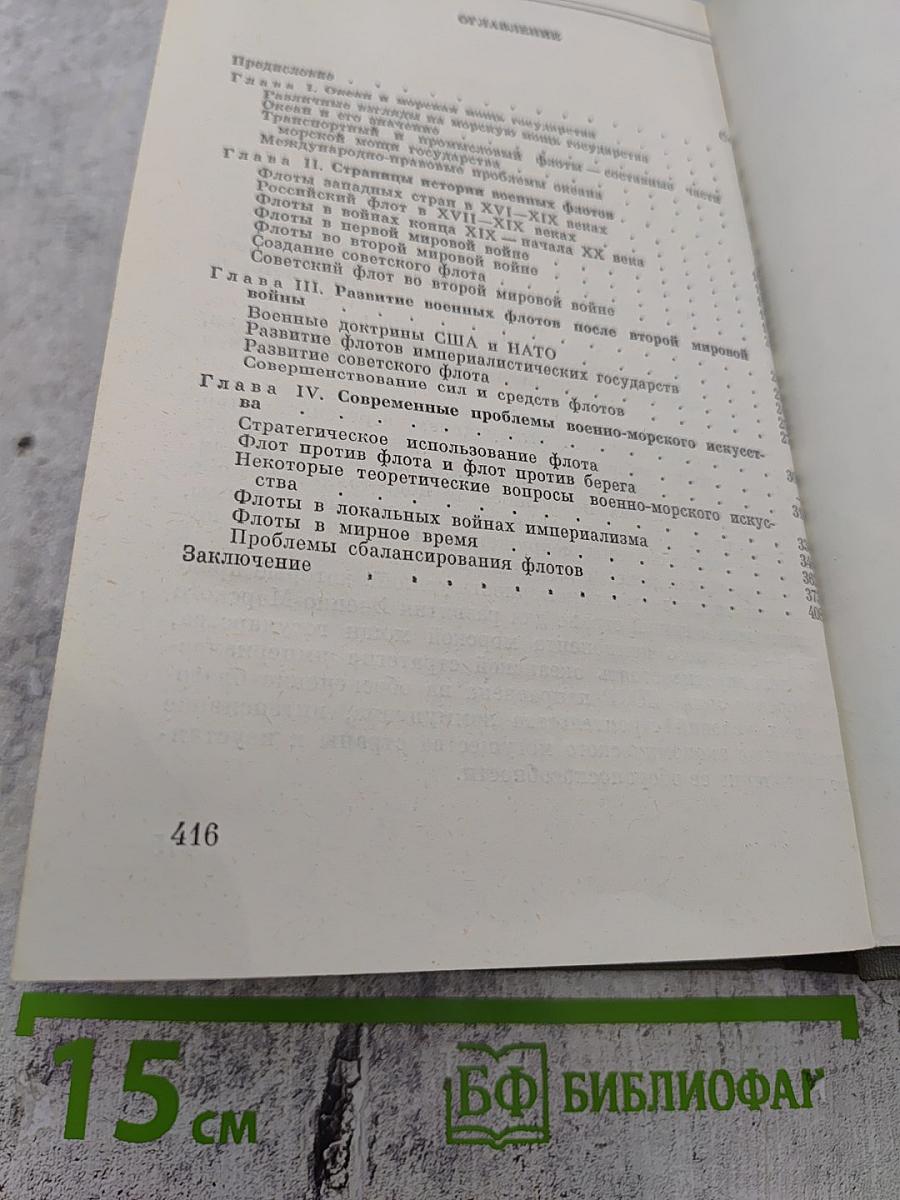 ОГЛАВЛЕНИЕ
Предисловие . . . . . . . . .
Глава I. Океан и морская мощь государства
Различные взгляды на морскую мощь государства
Океан и его значение . . . . . . .
Транспортный и промысловый флоты — составные части
морской мощи государства . . . . . .
Международно-правовые проблемы океана . . . .
Глава II. Страницы истории военных флотов . . . .
Флоты западных стран в XVI—XIX веках . . . .
Российский флот в XVII—XIX веках . . . . .
Флоты в войнах конца XIX — начала XX века . . .
Флоты в первой мировой войне . . . . . .
Флоты во второй мировой войне . . . . . .
Создание советского флота . . . . . . .
Советский флот во второй мировой войне . . . .
Глава III. Развитие военных флотов после второй мировой
войны . . . . . . . . . .
Военные доктрины США и НАТО . . . . . .
Развитие флотов империалистических государств . . .
Развитие советского флота . . . . . . .
Совершенствование сил и средств флотов . . . .
Глава IV. Современные проблемы военно-морского искусст-
ва . . . . . . . . . . .
Стратегическое использование флота . . . . .
Флот против флота и флот против берега . . . .
Некоторые теоретические вопросы военно-морского искус-
ства . . . . . . . . . .
Флоты в локальных войнах империализма . . . .
Флоты в мирное время . . . . . . . .
Проблемы сбалансирования флотов . . . . . .
Заключение . . . . . . . . . . .
416
15 см
БФ БИБЛИОФА